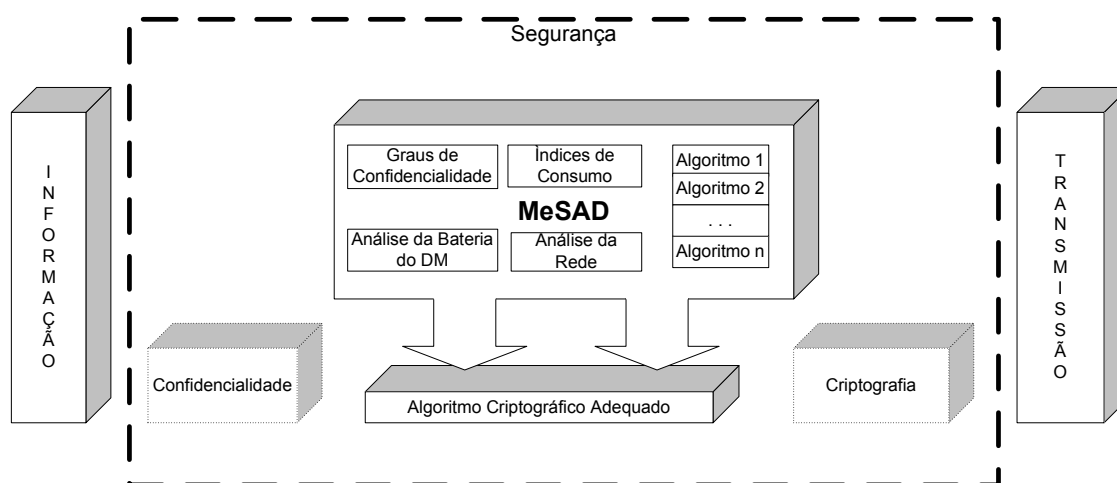 Segurança
INFORMAÇÃO
Graus de
Confidencialidade
Índices de
Consumo
MeSAD
Análise da Bateria
do DM
Análise da
Rede
Algoritmo 1
Algoritmo 2
. . .
Algoritmo n
Confidencialidade
Algoritmo Criptográfico Adequado
Criptografia
TRANSMISSÃO